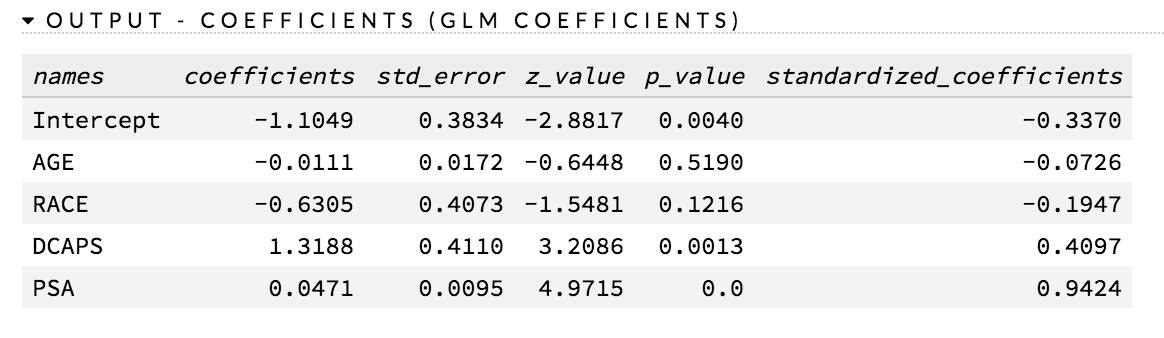 OUTPUT - COEFFICIENTS (GLM COEFFICIENTS)
names coefficients std_error z_value p_value standardized_coefficients
Intercept -1.1049 0.3834 -2.8817 0.0040 -0.3370
AGE -0.0111 0.0172 -0.6448 0.5190 -0.0726
RACE -0.6305 0.4073 -1.5481 0.1216 -0.1947
DCAPS 1.3188 0.4110 3.2086 0.0013 0.4097
PSA 0.0471 0.0095 4.9715 0.0 0.9424